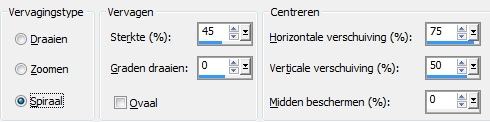 Vervagingstype
Draaien
Zoomen
Spiraal
Vervagen
Sterkte (%): 45
Graden draaien: 0
Ovaal
Centreren
Horizontale verschuiving (%): 75
Verticale verschuiving (%): 50
Midden beschermen (%): 0